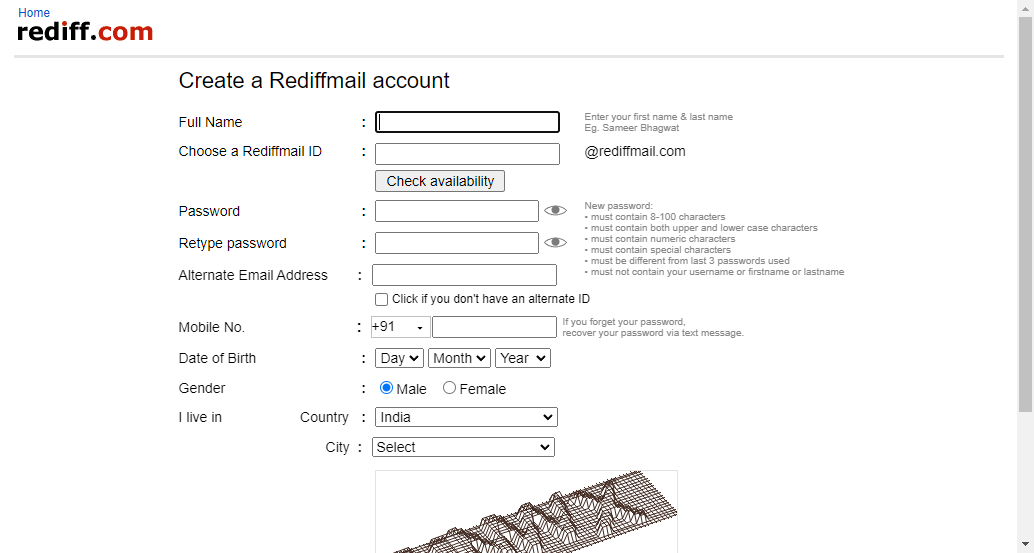 Home
rediff.com
Create a Rediffmail account
Full Name :
Enter your first name & last name
Eg. Sameer Bhagwat
Choose a Rediffmail ID : @rediffmail.com
Check availability
Password :
Retype password :
New password:
• must contain 8-100 characters
• must contain both upper and lower case characters
• must contain numeric characters
• must contain special characters
• must be different from last 3 passwords used
• must not contain your username or firstname or lastname
Alternate Email Address :
Click if you don't have an alternate ID
Mobile No. : +91
If you forget your password,
recover your password via text message.
Date of Birth : Day Month Year
Gender : Male Female
I live in Country : India
City : Select